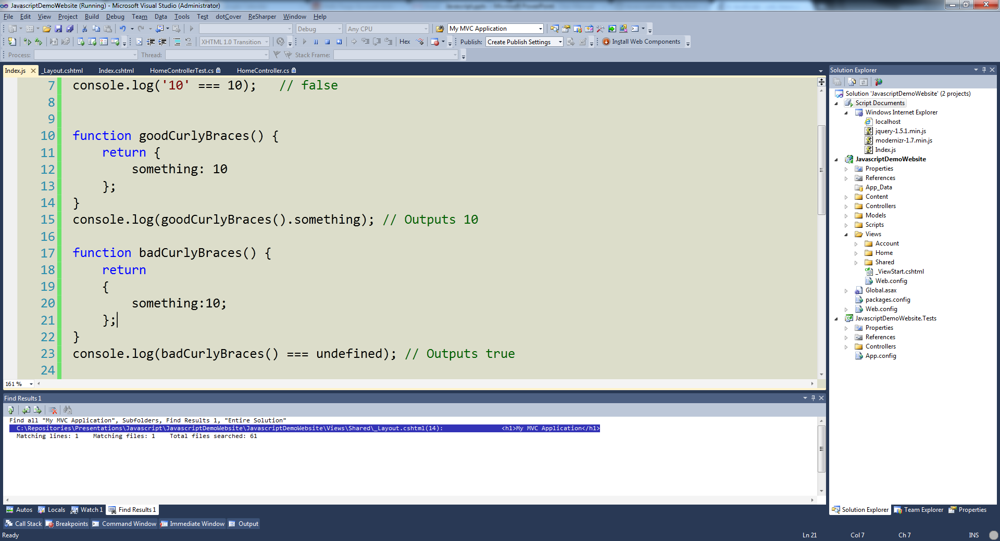 JavascriptDemoWebsite (Running) - Microsoft Visual Studio (Administrator)
File Edit View Project Build Debug Team Data Tools Test dotCover ReSharper Window Help
Debug Any CPU My MVC Application
XHTML 1.0 Transition Hex Publish: Create Publish Settings Install Web Components
Process: Thread: Stack Frame:
Index.js _Layout.cshtml Index.cshtml HomeControllerTest.cs HomeController.cs
7 console.log('10' === 10); // false
8
9
10 function goodCurlyBraces() {
11 return {
12 something: 10
13 };
14 }
15 console.log(goodCurlyBraces().something); // Outputs 10
16
17 function badCurlyBraces() {
18 return
19 {
20 something:10;
21 };
22 }
23 console.log(badCurlyBraces() === undefined); // Outputs true
24
161 %
Find Results 1
Find all "My MVC Application", Subfolders, Find Results 1, "Entire Solution"
C:\Repositories\Presentations\Javascript\JavascriptDemoWebsite\JavascriptDemoWebsite\Views\Shared\_Layout.cshtml(14): <h1>My MVC Application</h1>
Matching lines: 1 Matching files: 1 Total files searched: 61
Autos Locals Watch 1 Find Results 1
Call Stack Breakpoints Command Window Immediate Window Output
Solution Explorer
Solution 'JavascriptDemoWebsite' (2 projects)
Script Documents
Windows Internet Explorer
localhost
jquery-1.5.1.min.js
modernizr-1.7.min.js
Index.js
JavascriptDemoWebsite
Properties
References
App_Data
Content
Controllers
Models
Scripts
Views
Account
Home
Shared
_ViewStart.cshtml
Web.config
Global.asax
packages.config
Web.config
JavascriptDemoWebsite.Tests
Properties
References
Controllers
App.config
Solution Explorer Team Explorer Properties
Ready Ln 21 Col 7 Ch 7 INS